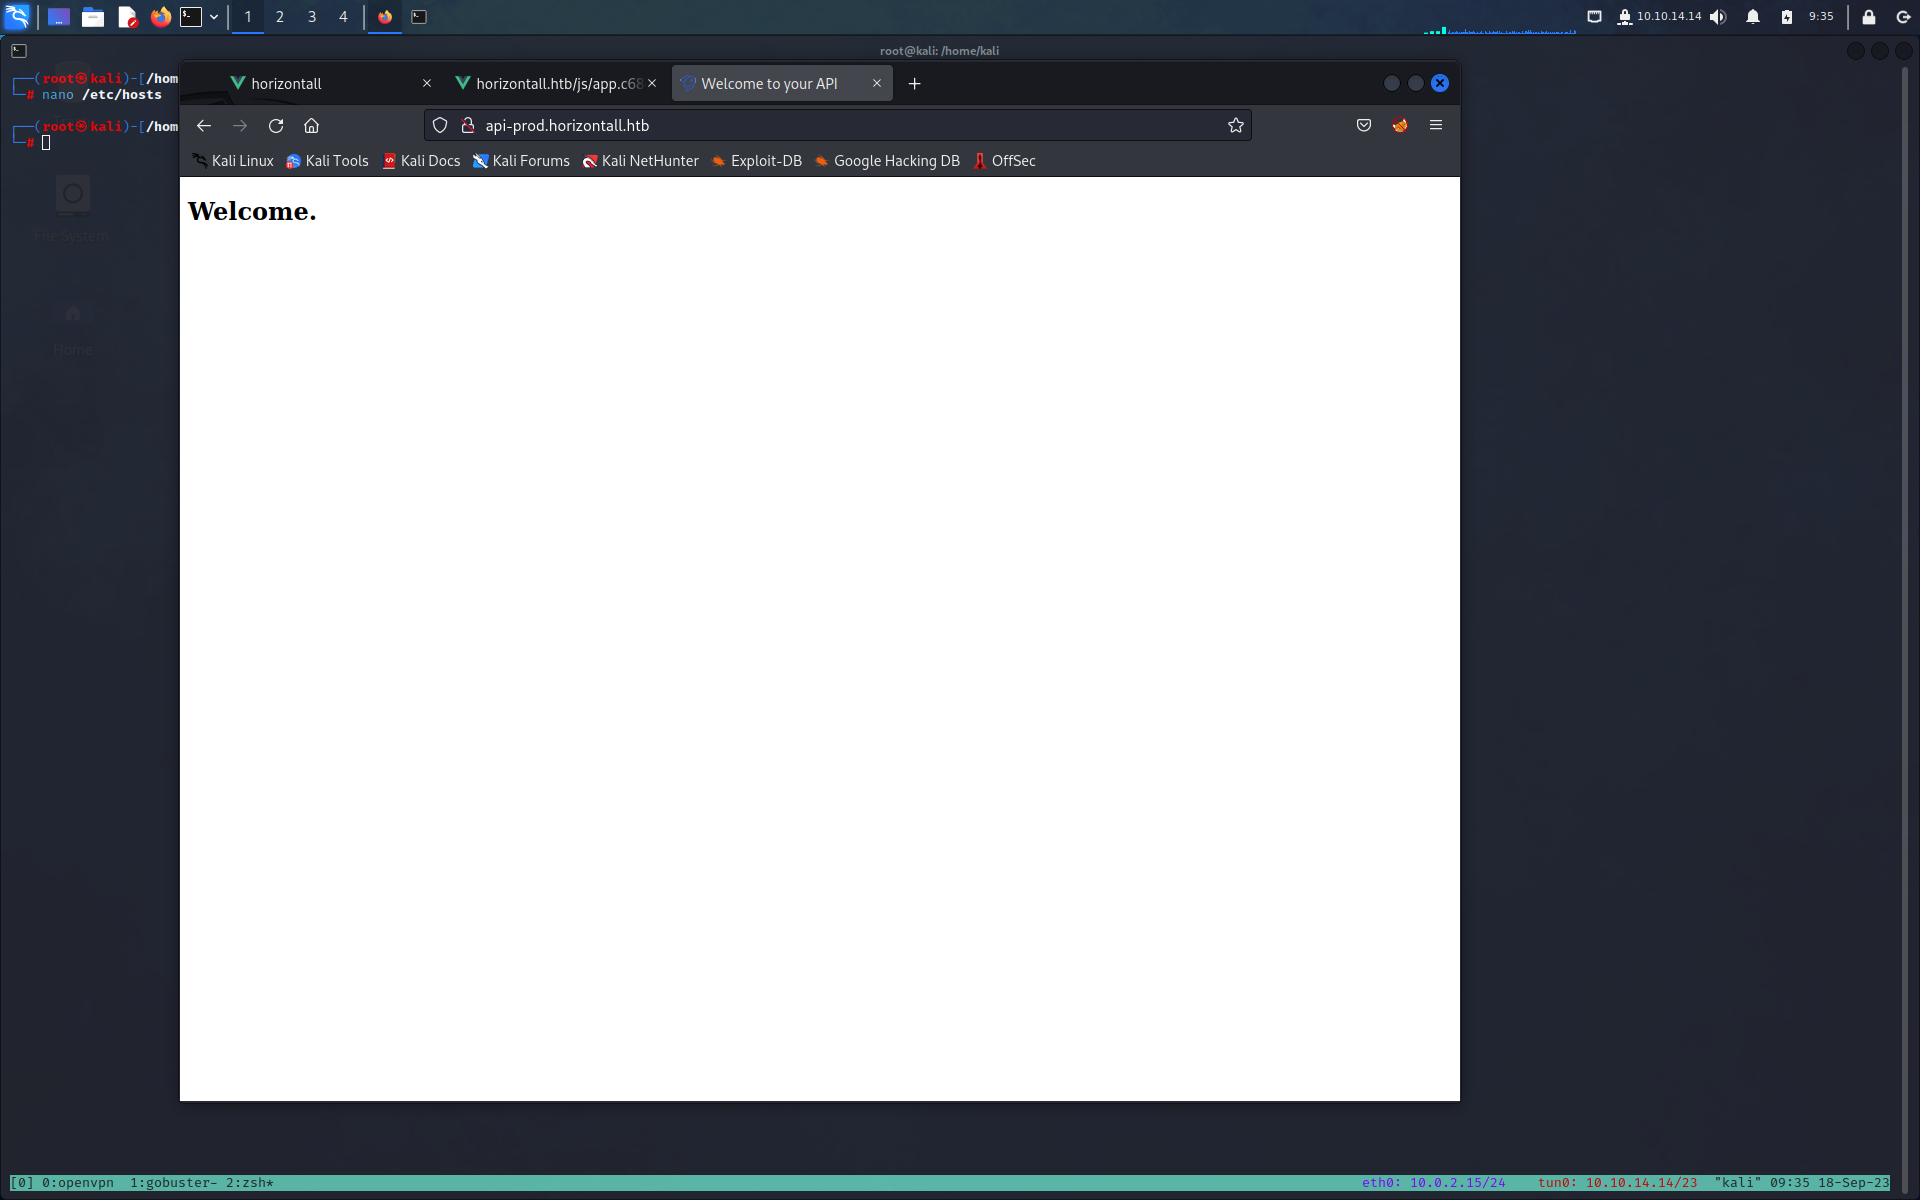 1 2 3 4 10.10.14.14 9:35
root@kali: /home/kali
(root㉿kali)-[/hom
# nano /etc/hosts
(root㉿kali)-[/hom
#
File System
Home
horizontall horizontall.htb/js/app.c68 Welcome to your API
api-prod.horizontall.htb
Kali Linux Kali Tools Kali Docs Kali Forums Kali NetHunter Exploit-DB Google Hacking DB OffSec
Welcome.
[0] 0:openvpn 1:gobuster- 2:zsh* eth0: 10.0.2.15/24 tun0: 10.10.14.14/23 "kali" 09:35 18-Sep-23